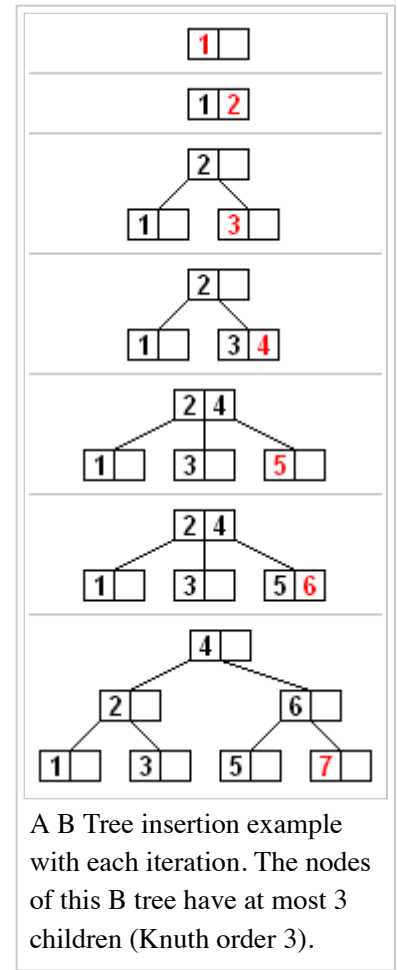 1
1 2
2
1 3
2
1 3 4
2 4
1 3 5
2 4
1 3 5 6
4
2 6
1 3 5 7
A B Tree insertion example
with each iteration. The nodes
of this B tree have at most 3
children (Knuth order 3).